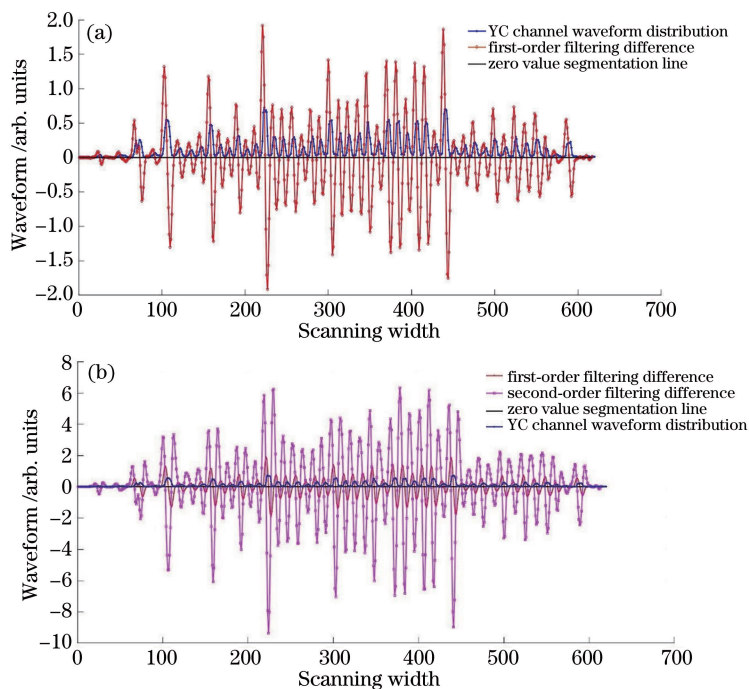 (a)
YC channel waveform distribution
first-order filtering difference
zero value segmentation line
Waveform /arb. units
2.0
1.5
1.0
0.5
0
−0.5
−1.0
−1.5
−2.0
0 100 200 300 400 500 600 700
Scanning width
(b)
first-order filtering difference
second-order filtering difference
zero value segmentation line
YC channel waveform distribution
Waveform /arb. units
8
6
4
2
0
−2
−4
−6
−8
−10
0 100 200 300 400 500 600 700
Scanning width